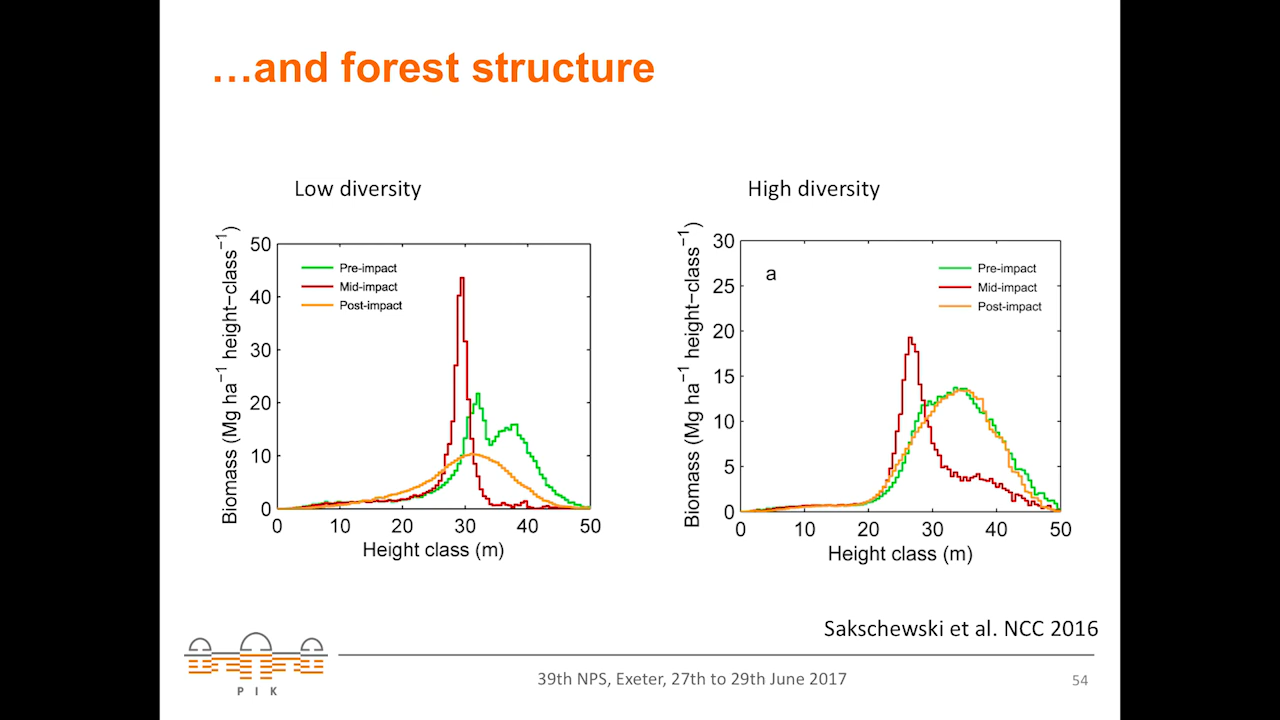 …and forest structure
Low diversity
High diversity
Biomass (Mg ha⁻¹ height−class⁻¹)
50
40
30
20
10
0
Pre-impact
Mid-impact
Post-impact
0 10 20 30 40 50
Height class (m)
Biomass (Mg ha⁻¹ height−class⁻¹)
30
25
20
15
10
5
0
a
Pre-impact
Mid-impact
Post-impact
0 10 20 30 40 50
Height class (m)
Sakschewski et al. NCC 2016
P I K
39th NPS, Exeter, 27th to 29th June 2017
54